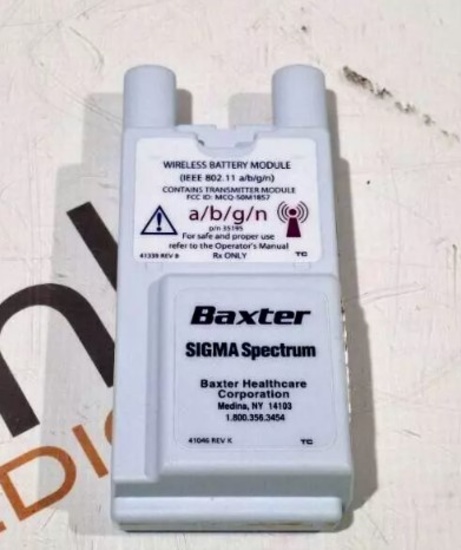 WIRELESS BATTERY MODULE
(IEEE 802.11 a/b/g/n)
CONTAINS TRANSMITTER MODULE
FCC ID: MCQ-50M1857
a/b/g/n
p/n 35195
For safe and proper use
refer to the Operator's Manual
41339 REV B Rx ONLY TC
Baxter
SIGMA Spectrum
Baxter Healthcare
Corporation
Medina, NY 14103
1.800.356.3454
41046 REV K TC
EDIC